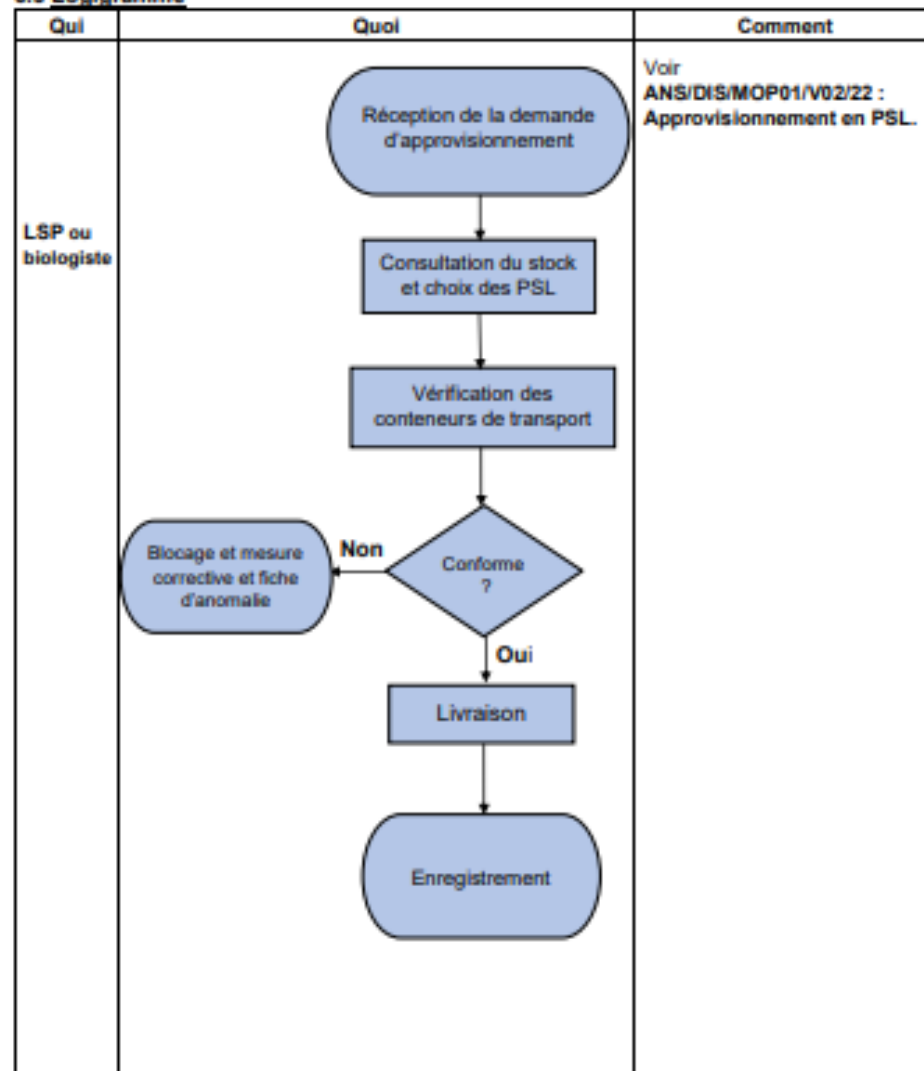 Logigramme
Qui
Quoi
Comment
Voir
ANS/DIS/MOP01/V02/22 :
Approvisionnement en PSL.
Réception de la demande
d'approvisionnement
LSP ou
biologiste
Consultation du stock
et choix des PSL
Vérification des
conteneurs de transport
Conforme
?
Non
Blocage et mesure
corrective et fiche
d'anomalie
Oui
Livraison
Enregistrement